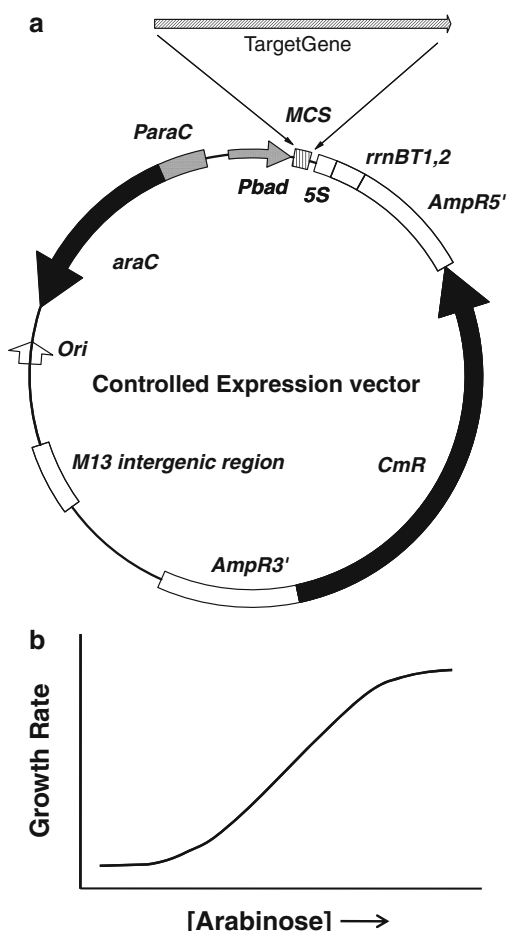 a
TargetGene
MCS
ParaC
rrnBT1,2
Pbad
5S
AmpR5'
araC
Ori
Controlled Expression vector
M13 intergenic region
CmR
AmpR3'
b
Growth Rate
[Arabinose]